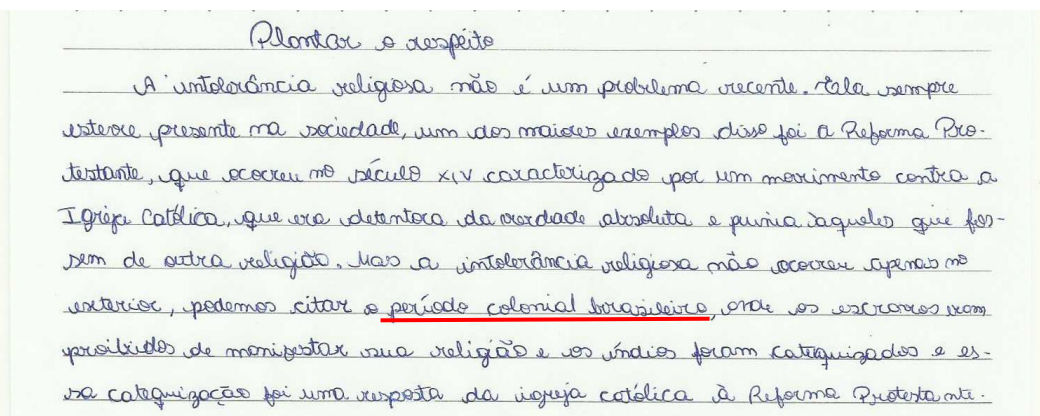 Plantar o respeito
A intolerância religiosa não é um problema recente. Ela sempre
esteve presente na sociedade, um dos maiores exemplos disso foi a Reforma Pro-
testante, que ocorreu no século XIV caracterizado por um movimento contra a
Igreja Católica, que era detentora da verdade absoluta e punia àqueles que fos-
sem de outra religião. Mas a intolerância religiosa não ocorreu apenas no
exterior, podemos citar o período colonial brasileiro, onde os escravos eram
proibidos de manifestar sua religião e os índios foram catequizados e es-
sa catequização foi uma resposta da igreja católica à Reforma Protestante.